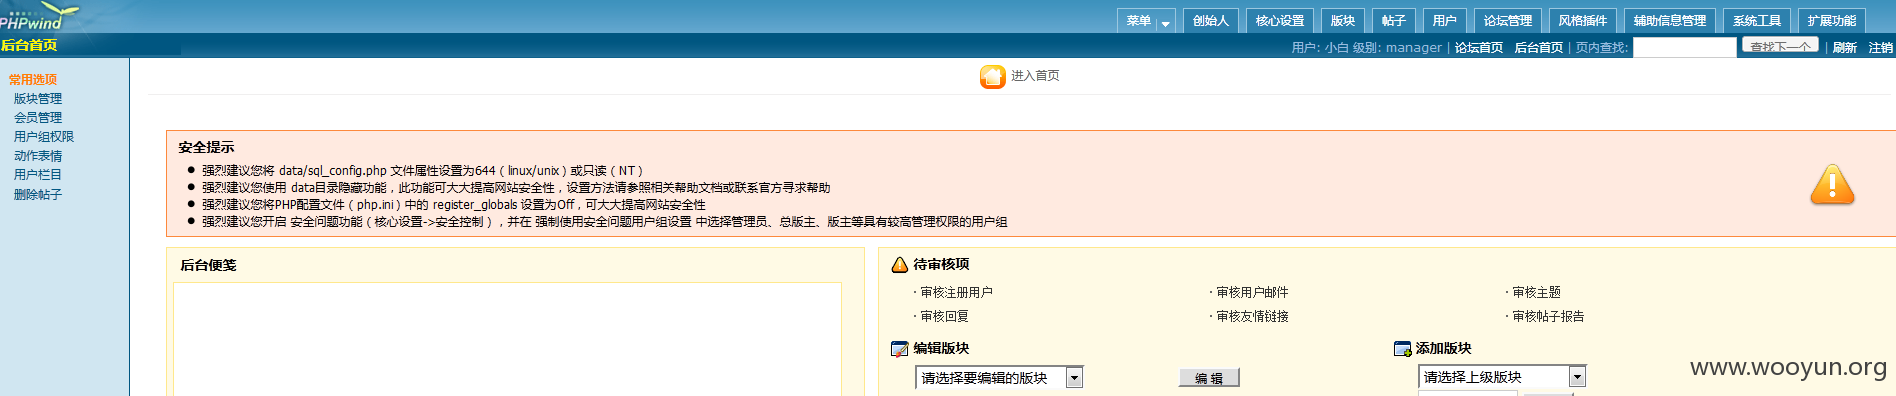 PHPwind
菜单 创始人 核心设置 版块 帖子 用户 论坛管理 风格插件 辅助信息管理 系统工具 扩展功能
后台首页
用户: 小白 级别: manager | 论坛首页 后台首页 | 页内查找: 查找下一个 | 刷新 注销
常用选项
版块管理
会员管理
用户组权限
动作表情
用户栏目
删除帖子
进入首页
安全提示
强烈建议您将 data/sql_config.php 文件属性设置为644（linux/unix）或只读（NT）
强烈建议您使用 data目录隐藏功能，此功能可大大提高网站安全性，设置方法请参照相关帮助文档或联系官方寻求帮助
强烈建议您将PHP配置文件（php.ini）中的 register_globals 设置为Off，可大大提高网站安全性
强烈建议您开启 安全问题功能（核心设置->安全控制），并在 强制使用安全问题用户组设置 中选择管理员、总版主、版主等具有较高管理权限的用户组
后台便笺
待审核项
· 审核注册用户 · 审核用户邮件 · 审核主题
· 审核回复 · 审核友情链接 · 审核帖子报告
编辑版块 添加版块
请选择要编辑的版块 编 辑 请选择上级版块
www.wooyun.org